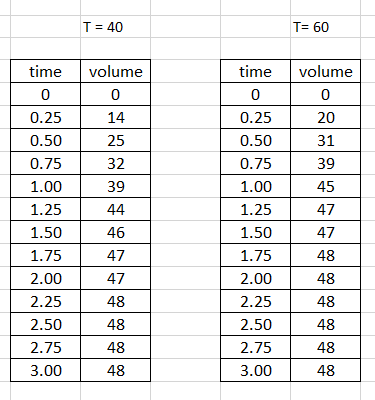 T = 40 T= 60
time volume time volume
0 0 0 0
0.25 14 0.25 20
0.50 25 0.50 31
0.75 32 0.75 39
1.00 39 1.00 45
1.25 44 1.25 47
1.50 46 1.50 47
1.75 47 1.75 48
2.00 47 2.00 48
2.25 48 2.25 48
2.50 48 2.50 48
2.75 48 2.75 48
3.00 48 3.00 48